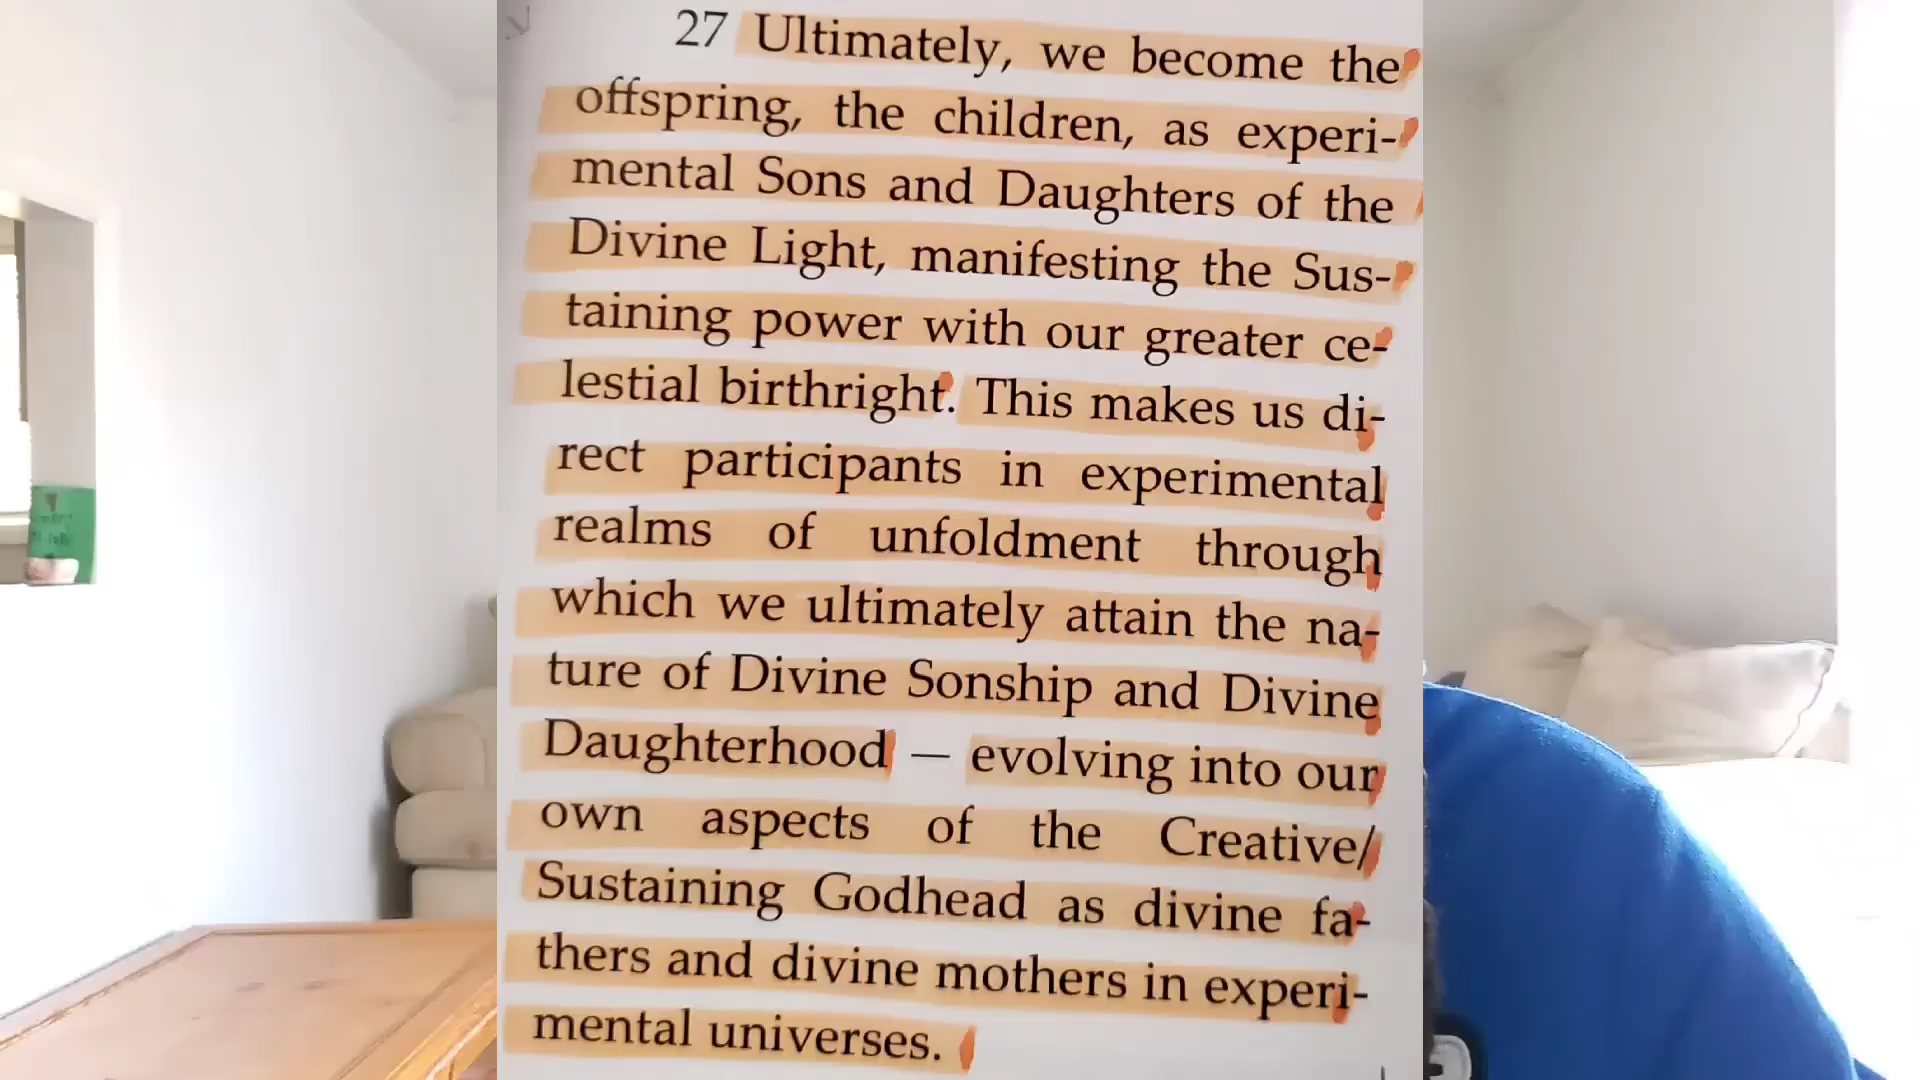 27 Ultimately, we become the
offspring, the children, as experi-
mental Sons and Daughters of the
Divine Light, manifesting the Sus-
taining power with our greater ce-
lestial birthright. This makes us di-
rect participants in experimental
realms of unfoldment through
which we ultimately attain the na-
ture of Divine Sonship and Divine
Daughterhood — evolving into our
own aspects of the Creative/
Sustaining Godhead as divine fa-
thers and divine mothers in experi-
mental universes.